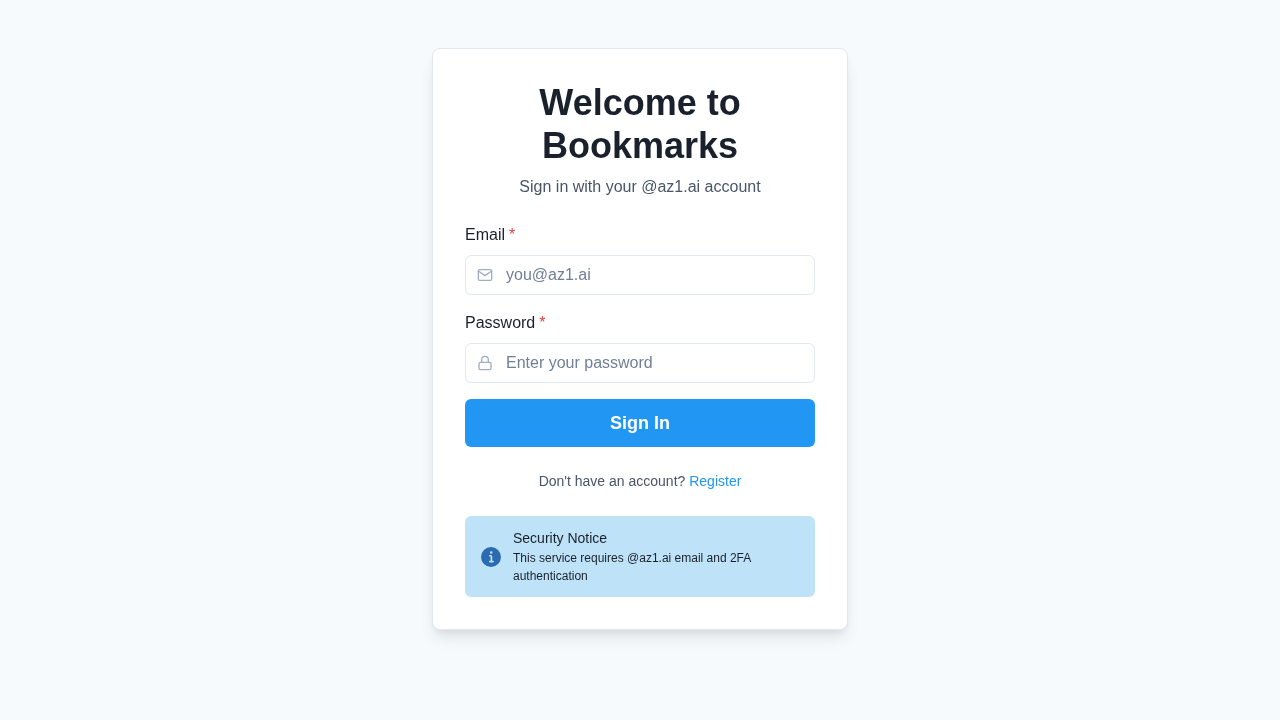 Welcome to
Bookmarks
Sign in with your @az1.ai account
Email *
you@az1.ai
Password *
Enter your password
Sign In
Don't have an account? Register
Security Notice
This service requires @az1.ai email and 2FA
authentication